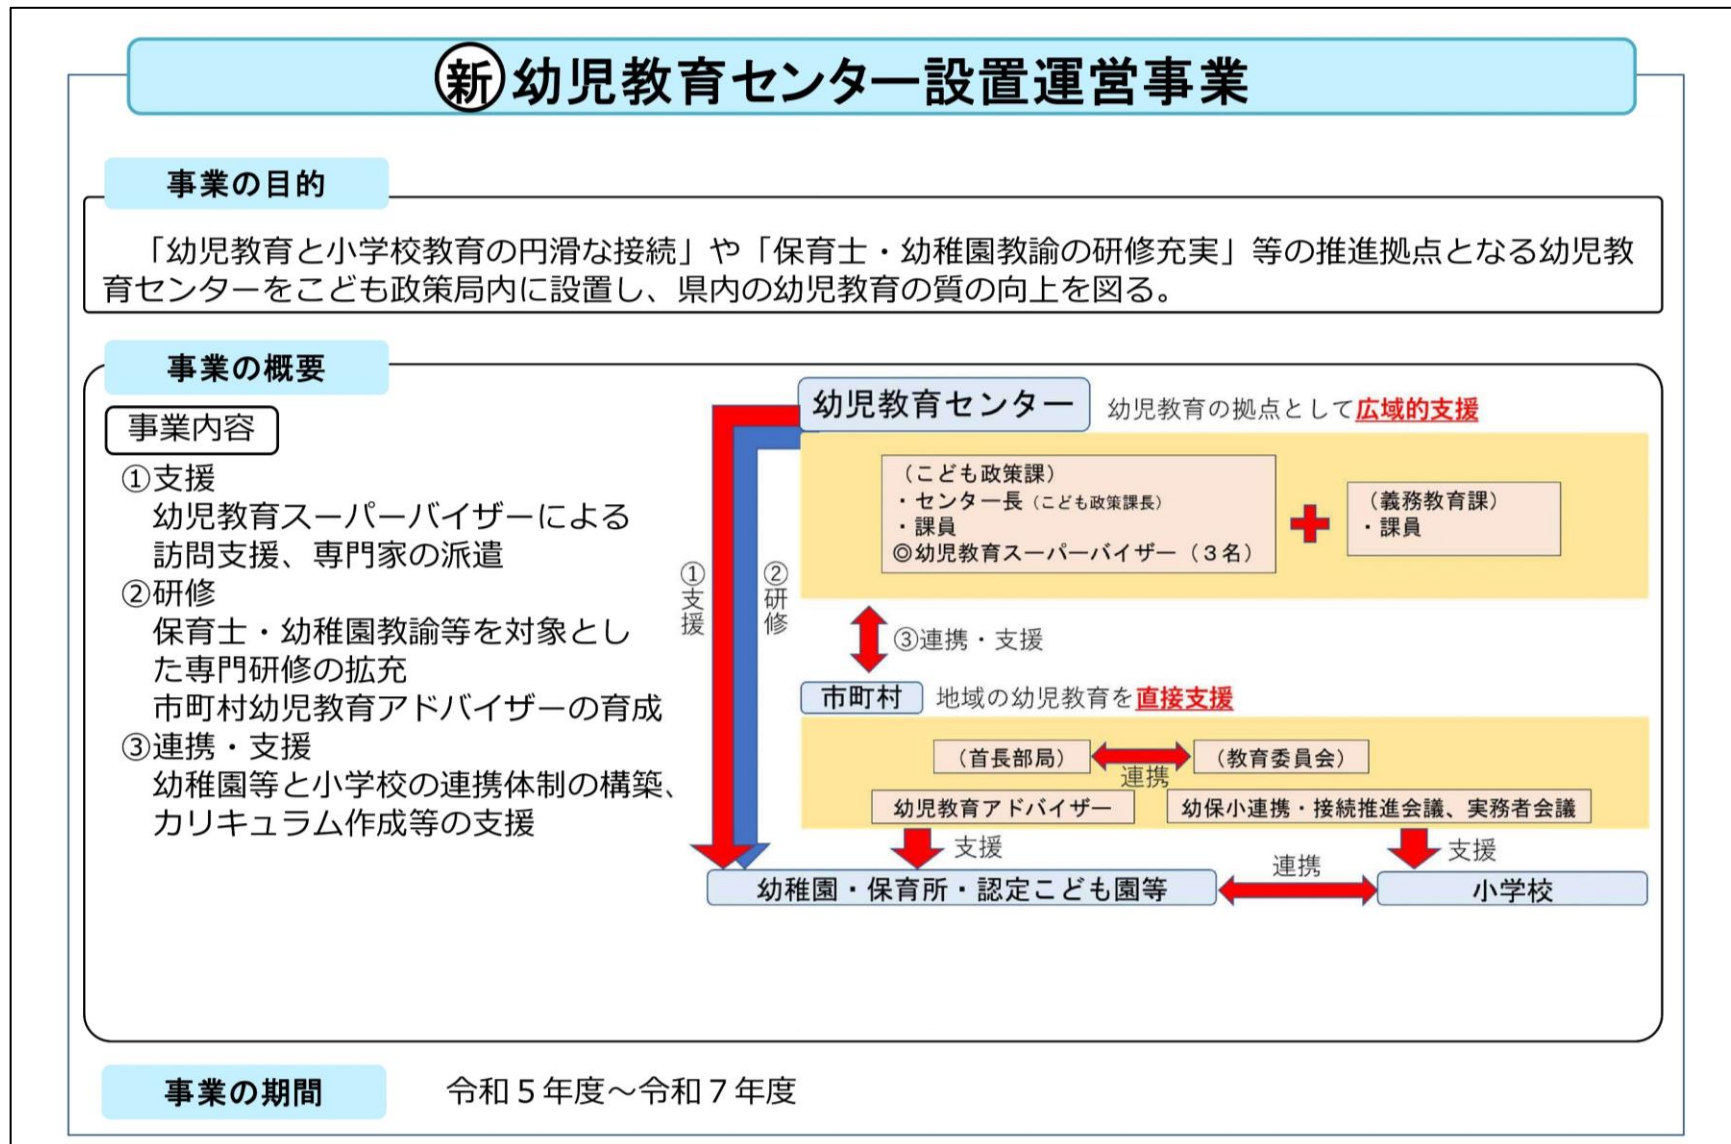 新幼児教育センター設置運営事業
事業の目的
「幼児教育と小学校教育の円滑な接続」や「保育士・幼稚園教諭の研修充実」等の推進拠点となる幼児教
育センターをこども政策局内に設置し、県内の幼児教育の質の向上を図る。
事業の概要
事業内容
①支援
幼児教育スーパーバイザーによる
訪問支援、専門家の派遣
②研修
保育士・幼稚園教諭等を対象とし
た専門研修の拡充
市町村幼児教育アドバイザーの育成
③連携・支援
幼稚園等と小学校の連携体制の構築、
カリキュラム作成等の支援
幼児教育センター
幼児教育の拠点として広域的支援
（こども政策課）
・センター長（こども政策課長）
・課員
◎幼児教育スーパーバイザー（３名）
（義務教育課）
・課員
①支援
②研修
③連携・支援
市町村
地域の幼児教育を直接支援
（首長部局）
連携
（教育委員会）
幼児教育アドバイザー
幼保小連携・接続推進会議、実務者会議
支援
支援
幼稚園・保育所・認定こども園等
連携
小学校
事業の期間
令和５年度～令和７年度